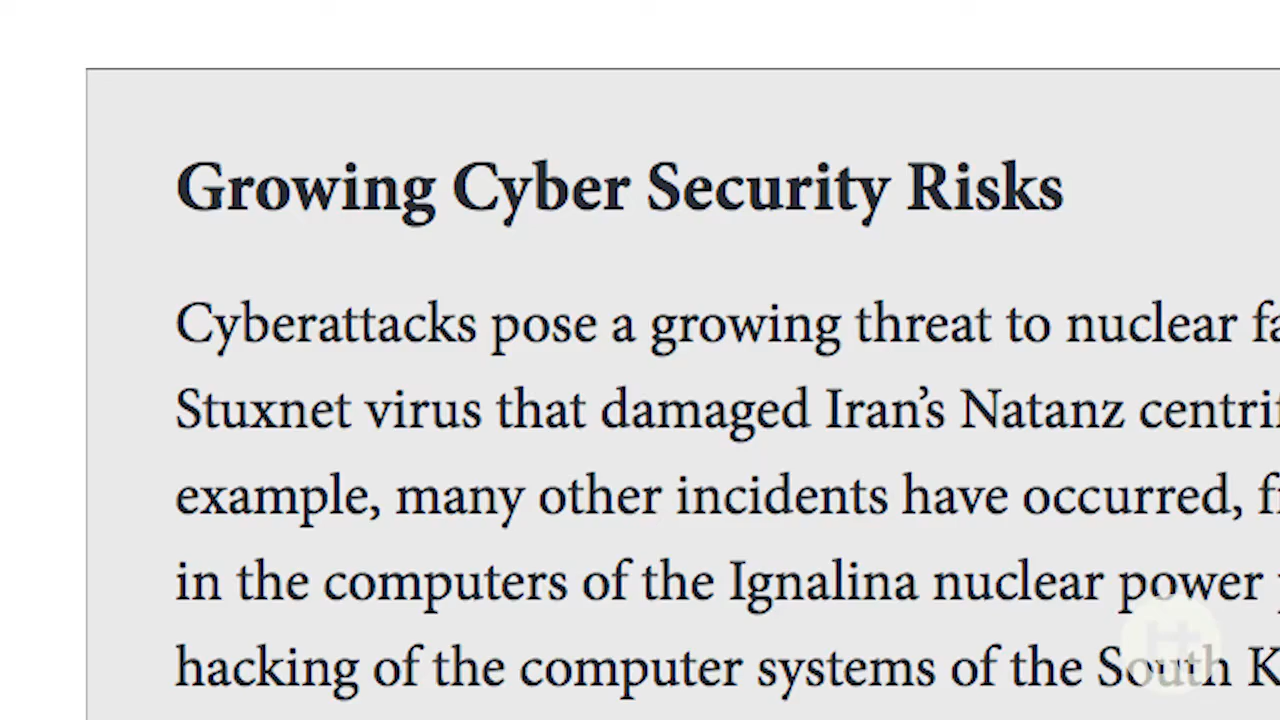 Growing Cyber Security Risks
Cyberattacks pose a growing threat to nuclear
Stuxnet virus that damaged Iran’s Natanz
example, many other incidents have occurred,
in the computers of the Ignalina nuclear power
hacking of the computer systems of the South